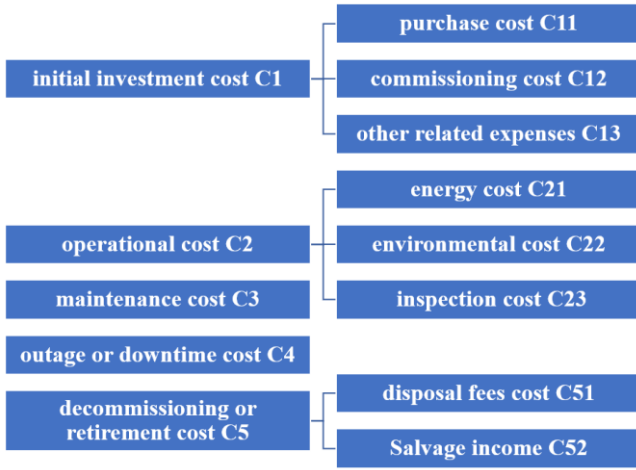 initial investment cost C1
purchase cost C11
commissioning cost C12
other related expenses C13
operational cost C2
energy cost C21
environmental cost C22
inspection cost C23
maintenance cost C3
outage or downtime cost C4
decommissioning or
retirement cost C5
disposal fees cost C51
Salvage income C52